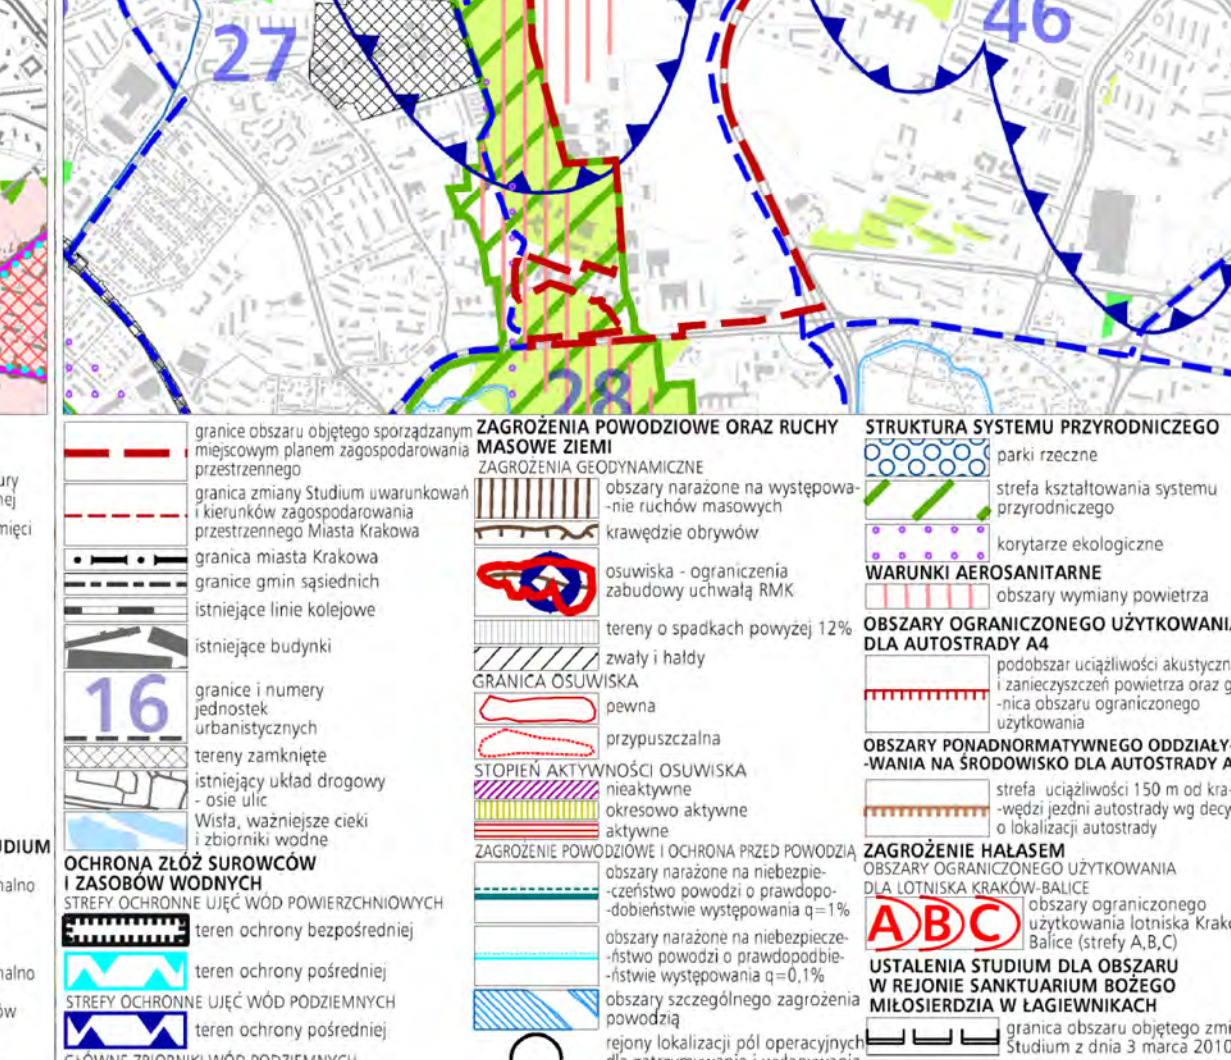 27
46
28
ury
nej
mięci
UDIUM
nalno
nalno
ów
granice obszaru objętego sporządzanym
miejscowym planem zagospodarowania
przestrzennego
granica zmiany Studium uwarunkowań
i kierunków zagospodarowania
przestrzennego Miasta Krakowa
granica miasta Krakowa
granice gmin sąsiednich
istniejące linie kolejowe
istniejące budynki
16
granice i numery
jednostek
urbanistycznych
tereny zamknięte
istniejący układ drogowy
- osie ulic
Wisła, ważniejsze cieki
i zbiorniki wodne
OCHRONA ZŁÓŻ SUROWCÓW
I ZASOBÓW WODNYCH
STREFY OCHRONNE UJĘĆ WÓD POWIERZCHNIOWYCH
teren ochrony bezpośredniej
teren ochrony pośredniej
STREFY OCHRONNE UJĘĆ WÓD PODZIEMNYCH
teren ochrony pośredniej
GŁÓWNE ZBIORNIKI WÓD PODZIEMNYCH
ZAGROŻENIA POWODZIOWE ORAZ RUCHY
MASOWE ZIEMI
ZAGROŻENIA GEODYNAMICZNE
obszary narażone na występowa-
-nie ruchów masowych
krawędzie obrywów
osuwiska - ograniczenia
zabudowy uchwałą RMK
tereny o spadkach powyżej 12%
zwały i hałdy
GRANICA OSUWISKA
pewna
przypuszczalna
STOPIEŃ AKTYWNOŚCI OSUWISKA
nieaktywne
okresowo aktywne
aktywne
ZAGROŻENIE POWODZIOWE I OCHRONA PRZED POWODZIĄ
obszary narażone na niebezpie-
-czeństwo powodzi o prawdopo-
-dobieństwie występowania q=1%
obszary narażone na niebezpiecze-
-ństwo powodzi o prawdopodbie-
-ństwie występowania q=0,1%
obszary szczególnego zagrożenia
powodzią
rejony lokalizacji pól operacyjnych
STRUKTURA SYSTEMU PRZYRODNICZEGO
parki rzeczne
strefa kształtowania systemu
przyrodniczego
korytarze ekologiczne
WARUNKI AEROSANITARNE
obszary wymiany powietrza
OBSZARY OGRANICZONEGO UŻYTKOWANI
DLA AUTOSTRADY A4
podobszar uciążliwości akustyczn
i zanieczyszczeń powietrza oraz g
-nica obszaru ograniczonego
użytkowania
OBSZARY PONADNORMATYWNEGO ODDZIAŁY-
-WANIA NA ŚRODOWISKO DLA AUTOSTRADY A
strefa uciążliwości 150 m od kra-
-wędzi jezdni autostrady wg decy
o lokalizacji autostrady
ZAGROŻENIE HAŁASEM
OBSZARY OGRANICZONEGO UŻYTKOWANIA
DLA LOTNISKA KRAKÓW-BALICE
A B C
obszary ograniczonego
użytkowania lotniska Krak
Balice (strefy A,B,C)
USTALENIA STUDIUM DLA OBSZARU
W REJONIE SANKTUARIUM BOŻEGO
MIŁOSIERDZIA W ŁAGIEWNIKACH
granica obszaru objętego zmi
Studium z dnia 3 marca 201